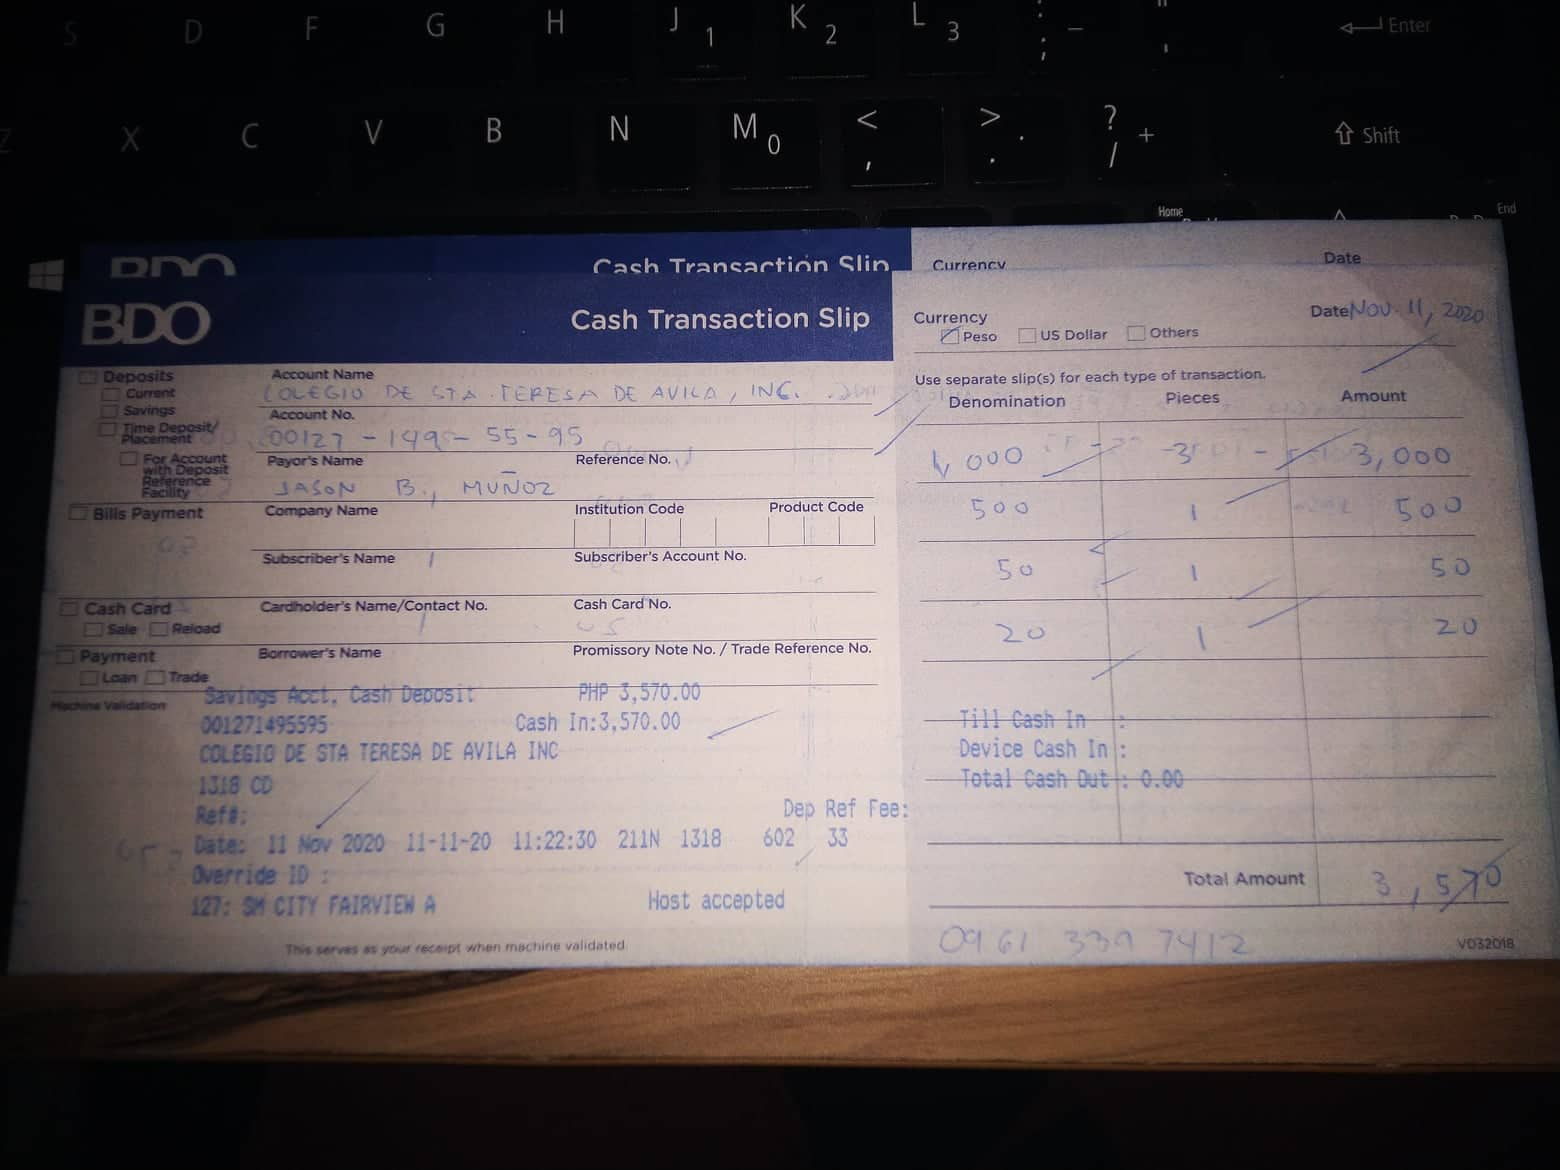 S D F G H J 1 K 2 L 3 : ; - " ' Enter
Z X C V B N M 0 < , > . ? / + Shift
Home End
BDO Cash Transaction Slip Currency Date
BDO Cash Transaction Slip
Currency Date Nov. 11, 2020
Peso US Dollar Others
Use separate slip(s) for each type of transaction.
Denomination Pieces Amount
1,000 3 3,000
500 1 500
50 1 50
20 1 20
Deposits
Current
Savings
Time Deposit/
Placement
For Account
with Deposit
Reference
Facility
Account Name
COLEGIO DE STA. TERESA DE AVILA, INC.
Account No.
00127-149-55-95
Payor's Name Reference No.
JASON B., MUÑOZ
Bills Payment
Company Name Institution Code Product Code
Subscriber's Name Subscriber's Account No.
Cash Card
Sale Reload
Cardholder's Name/Contact No. Cash Card No.
Payment
Loan Trade
Borrower's Name Promissory Note No. / Trade Reference No.
Machine Validation
Savings Acct, Cash Deposit PHP 3,570.00
001271495595 Cash In:3,570.00
COLEGIO DE STA TERESA DE AVILA INC
1318 CD
Ref#: Dep Ref Fee:
Date: 11 Nov 2020 11-11-20 11:22:30 211N 1318 602 33
Override ID :
127: SM CITY FAIRVIEW A Host accepted
This serves as your receipt when machine validated.
Till Cash In :
Device Cash In :
Total Cash Out : 0.00
Total Amount 3,570
0961 339 7412
V032018